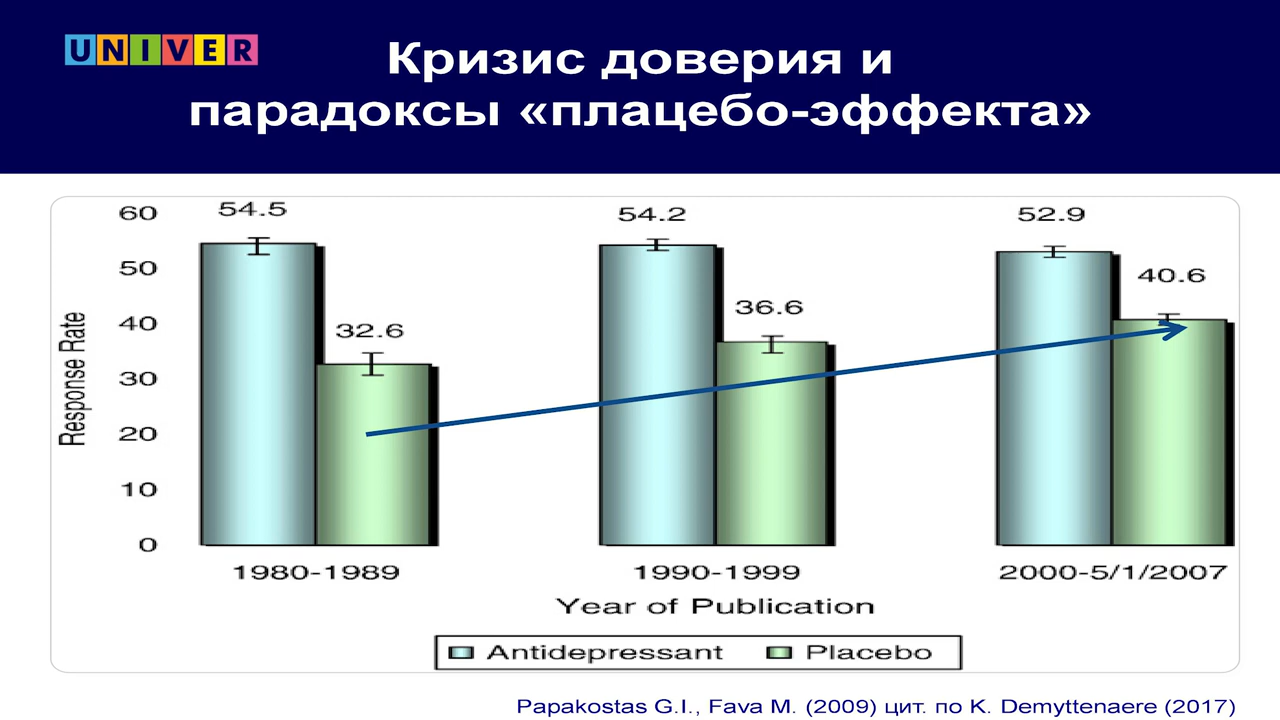 UNIVER
Кризис доверия и
парадоксы «плацебо-эффекта»
60
50
40
30
20
10
0
Response Rate
54.5
32.6
54.2
36.6
52.9
40.6
1980-1989
1990-1999
2000-5/1/2007
Year of Publication
Antidepressant
Placebo
Papakostas G.I., Fava M. (2009) цит. по K. Demyttenaere (2017)